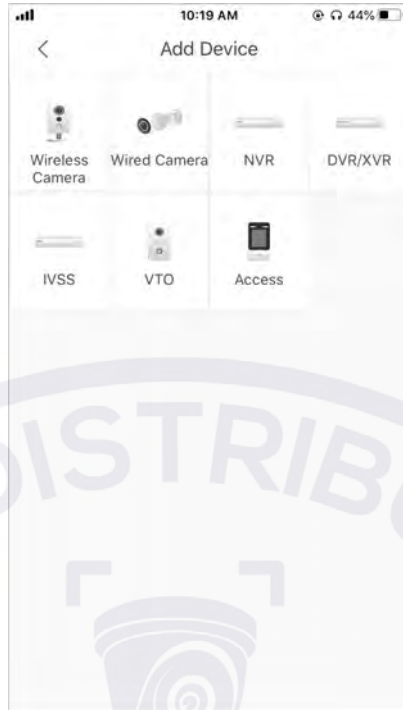 10:19 AM
44%
Add Device
Wireless
Camera
Wired Camera
NVR
DVR/XVR
IVSS
VTO
Access
DISTRIB